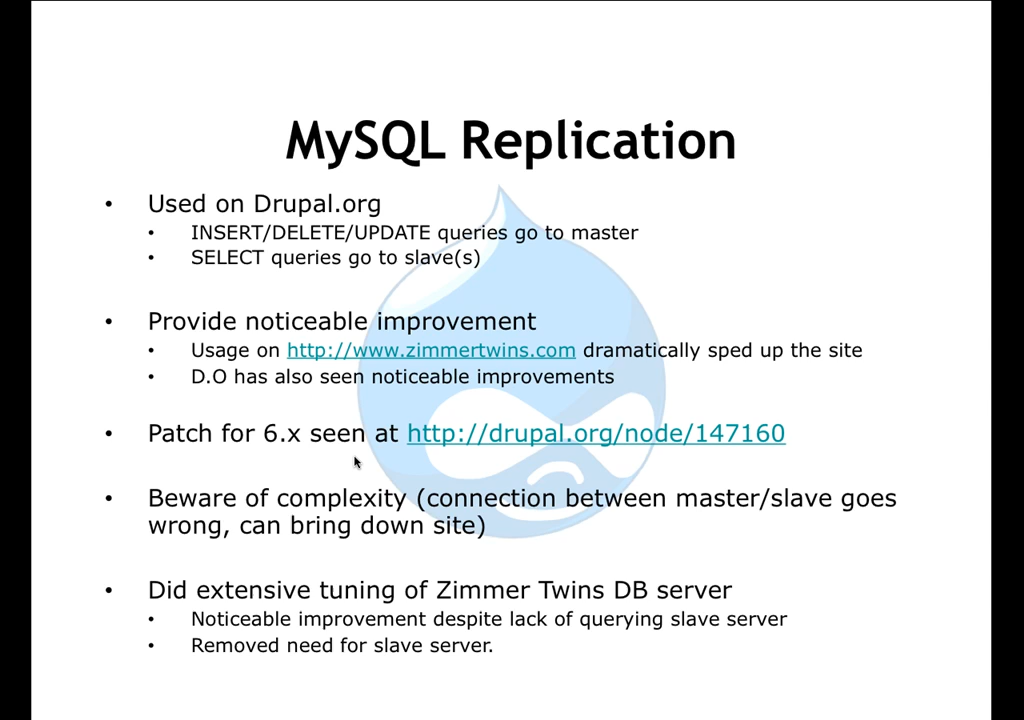 MySQL Replication
• Used on Drupal.org
• INSERT/DELETE/UPDATE queries go to master
• SELECT queries go to slave(s)
• Provide noticeable improvement
• Usage on http://www.zimmertwins.com dramatically sped up the site
• D.O has also seen noticeable improvements
• Patch for 6.x seen at http://drupal.org/node/147160
• Beware of complexity (connection between master/slave goes
wrong, can bring down site)
• Did extensive tuning of Zimmer Twins DB server
• Noticeable improvement despite lack of querying slave server
• Removed need for slave server.